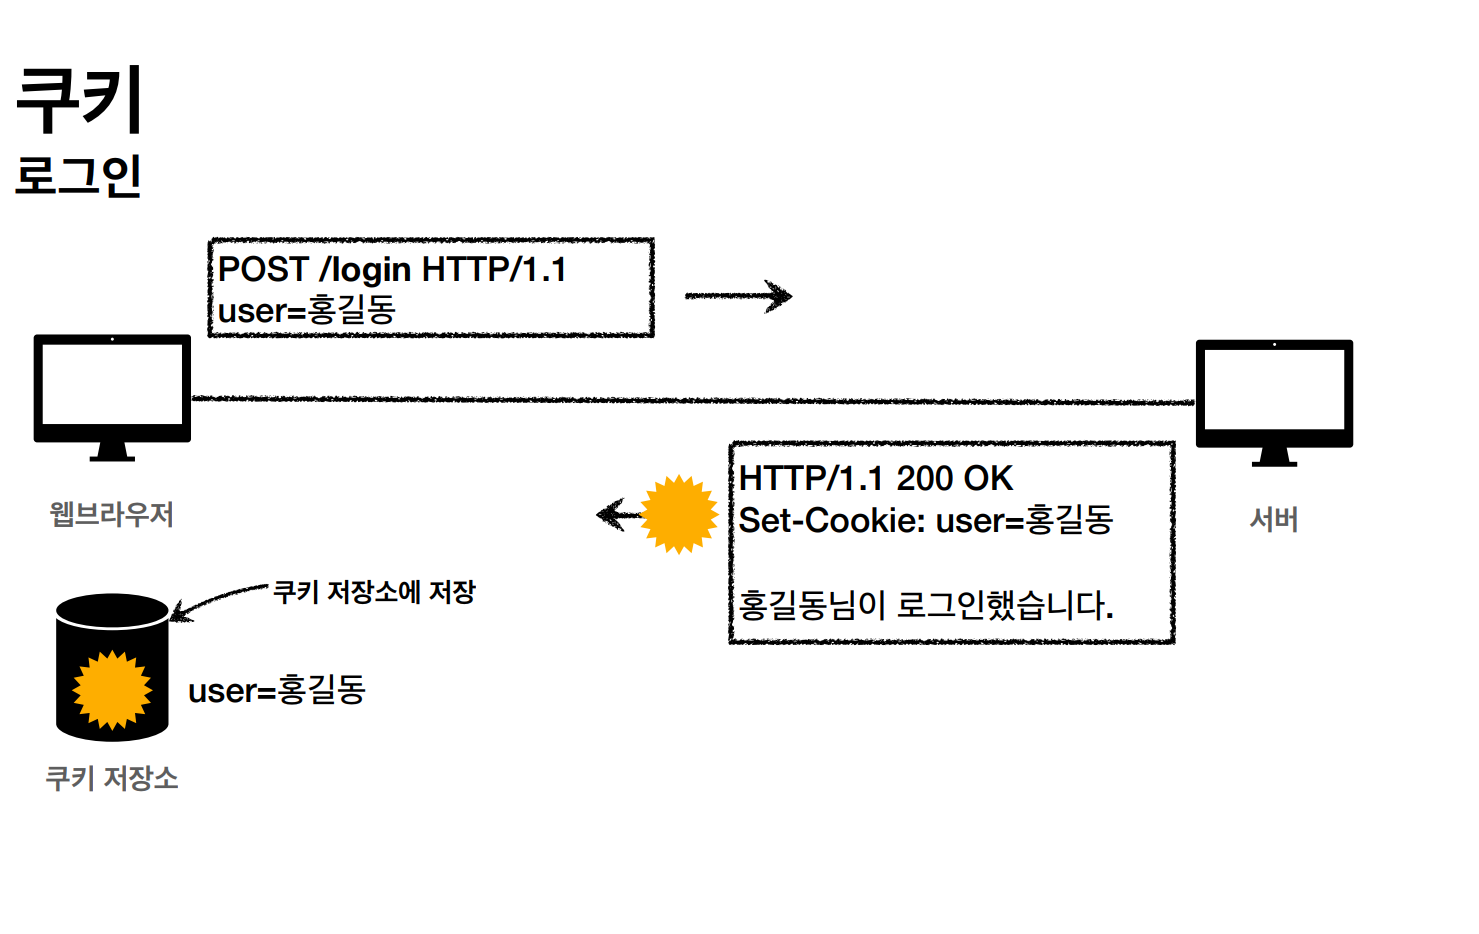 쿠키
로그인
POST /login HTTP/1.1
user=홍길동
웹브라우저
HTTP/1.1 200 OK
Set-Cookie: user=홍길동
홍길동님이 로그인했습니다.
서버
쿠키 저장소에 저장
user=홍길동
쿠키 저장소